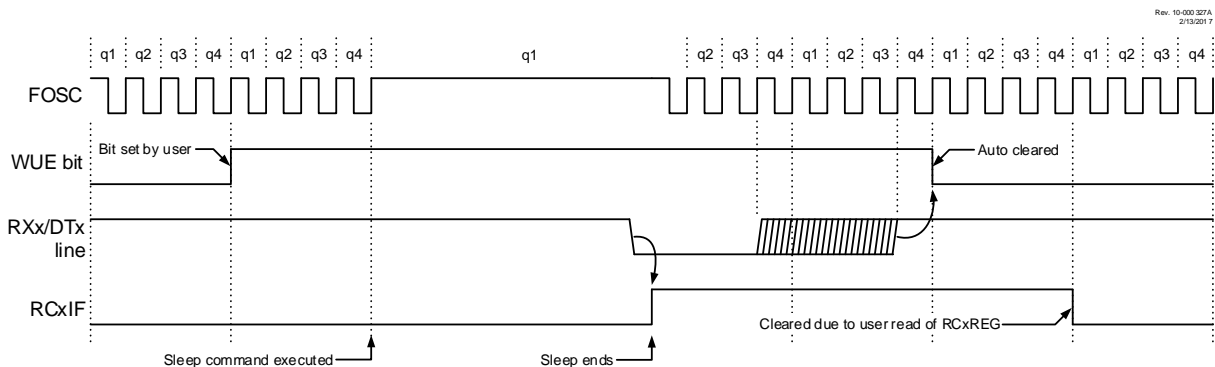 Rev. 10-000327A
2/13/2017
q1 q2 q3 q4 q1 q2 q3 q4 q1 q2 q3 q4 q1 q2 q3 q4 q1 q2 q3 q4 q1 q2 q3 q4
FOSC
Bit set by user
WUE bit
Auto cleared
RXx/DTx
line
RCxIF
Cleared due to user read of RCxREG
Sleep command executed
Sleep ends